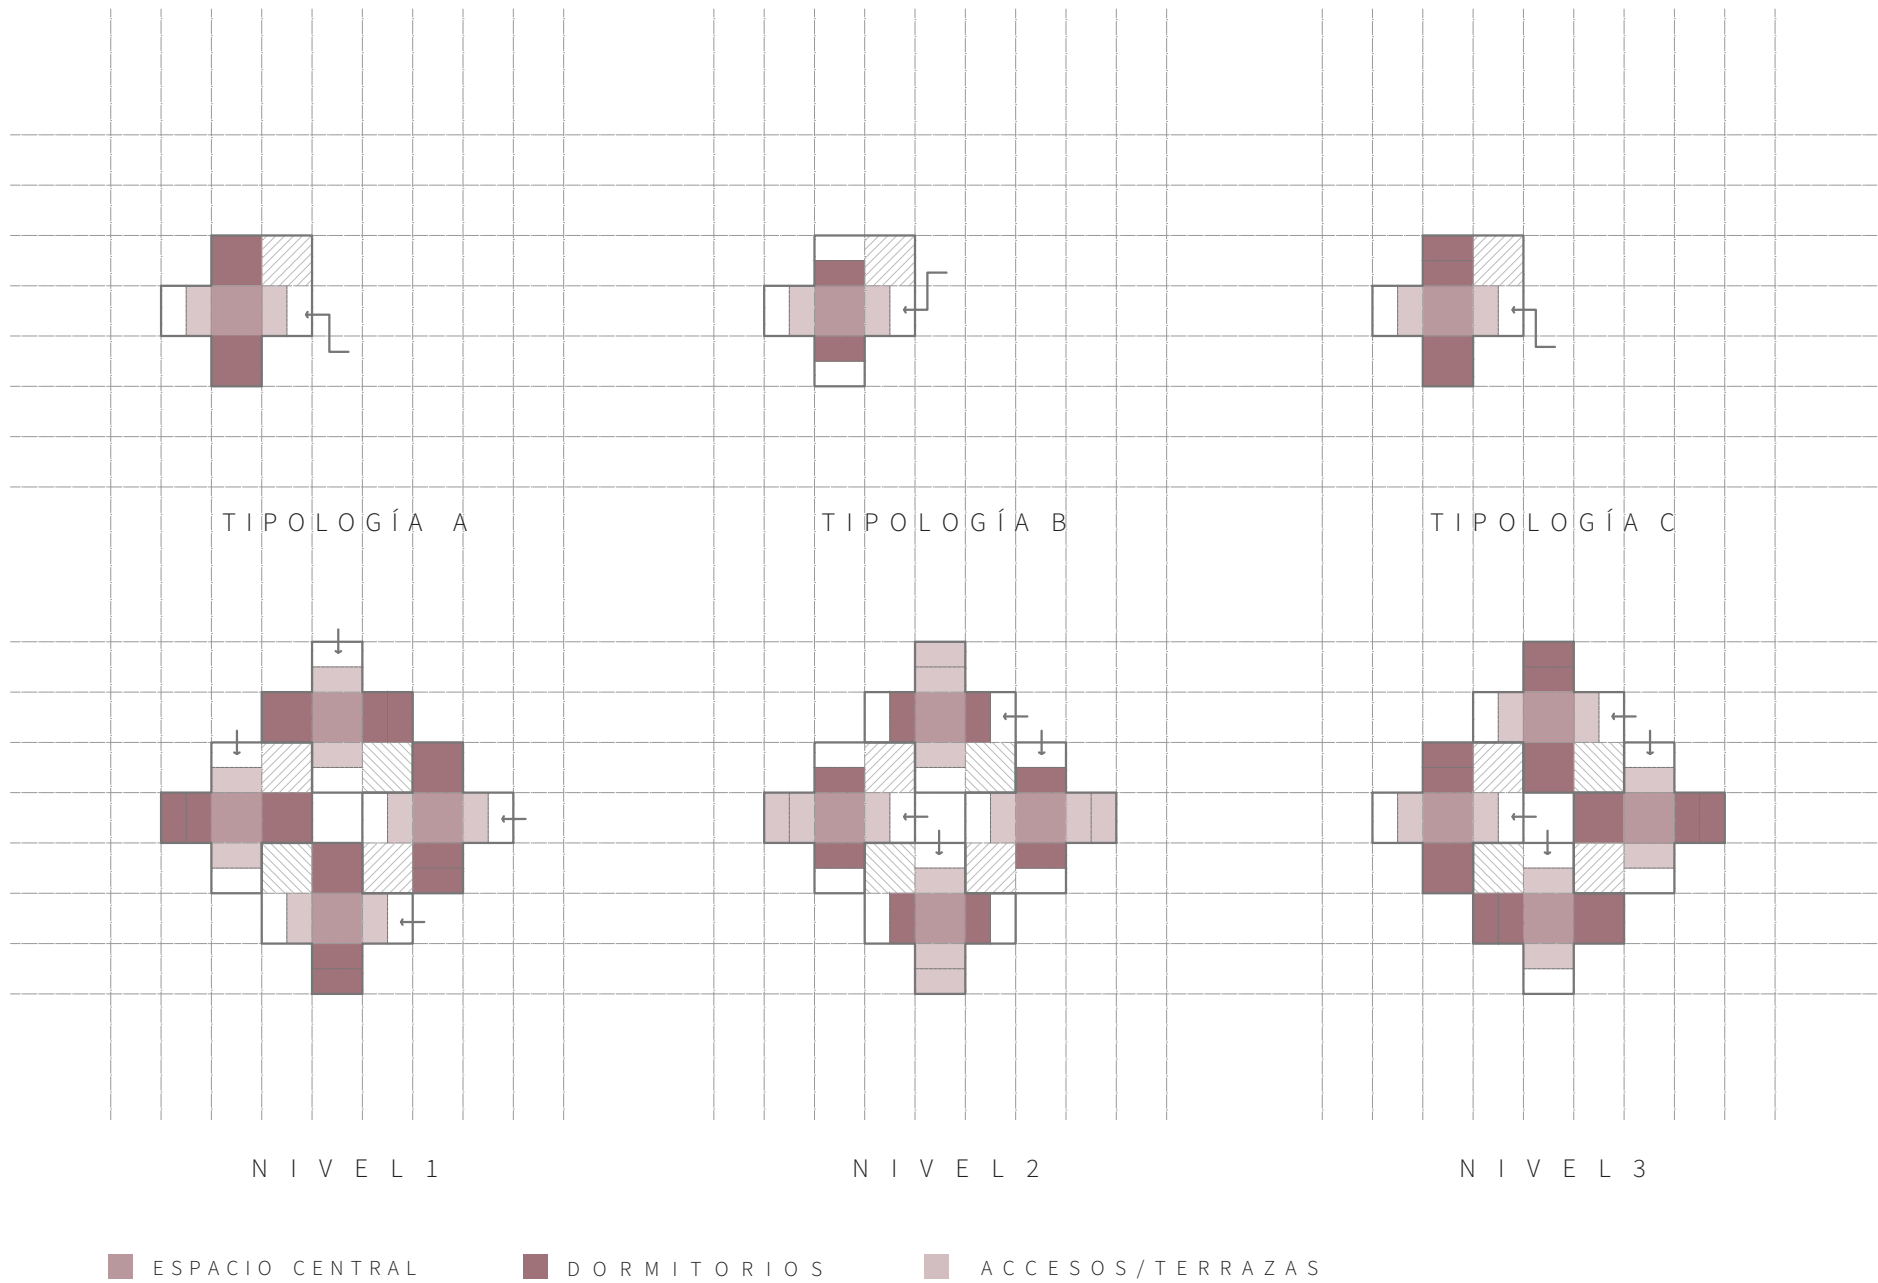 TIPOLOGÍA A
TIPOLOGÍA B
TIPOLOGÍA C
NIVEL 1
NIVEL 2
NIVEL 3
ESPACIO CENTRAL
DORMITORIOS
ACCESOS/TERRAZAS